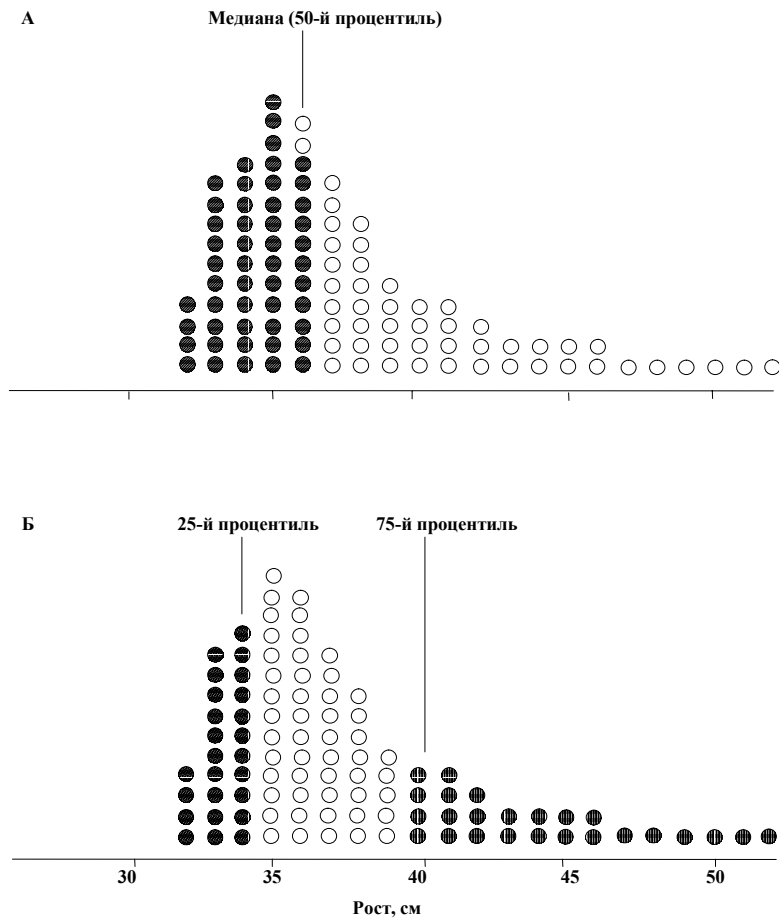 А
Медиана (50-й процентиль)
Б
25-й процентиль
75-й процентиль
30
35
40
45
50
Рост, см